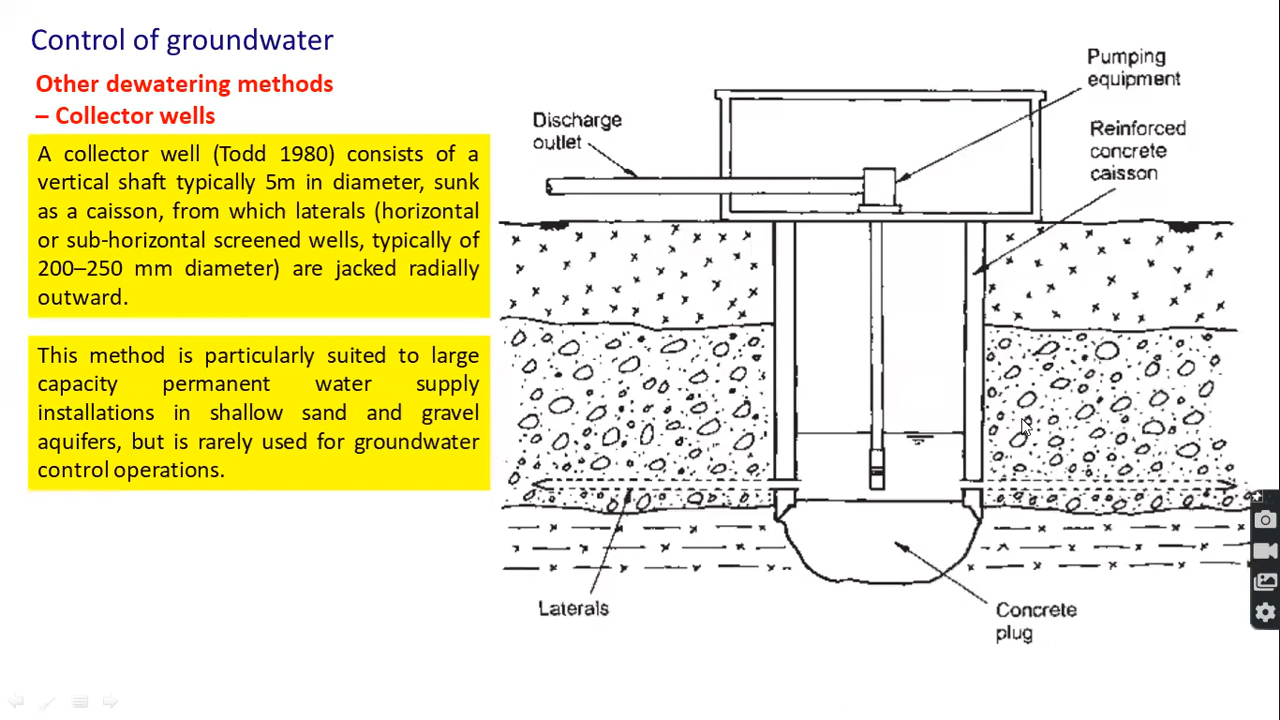 Control of groundwater
Other dewatering methods
– Collector wells
A collector well (Todd 1980) consists of a
vertical shaft typically 5m in diameter, sunk
as a caisson, from which laterals (horizontal
or sub-horizontal screened wells, typically of
200–250 mm diameter) are jacked radially
outward.
This method is particularly suited to large
capacity permanent water supply
installations in shallow sand and gravel
aquifers, but is rarely used for groundwater
control operations.
Discharge
outlet
Pumping
equipment
Reinforced
concrete
caisson
Laterals
Concrete
plug